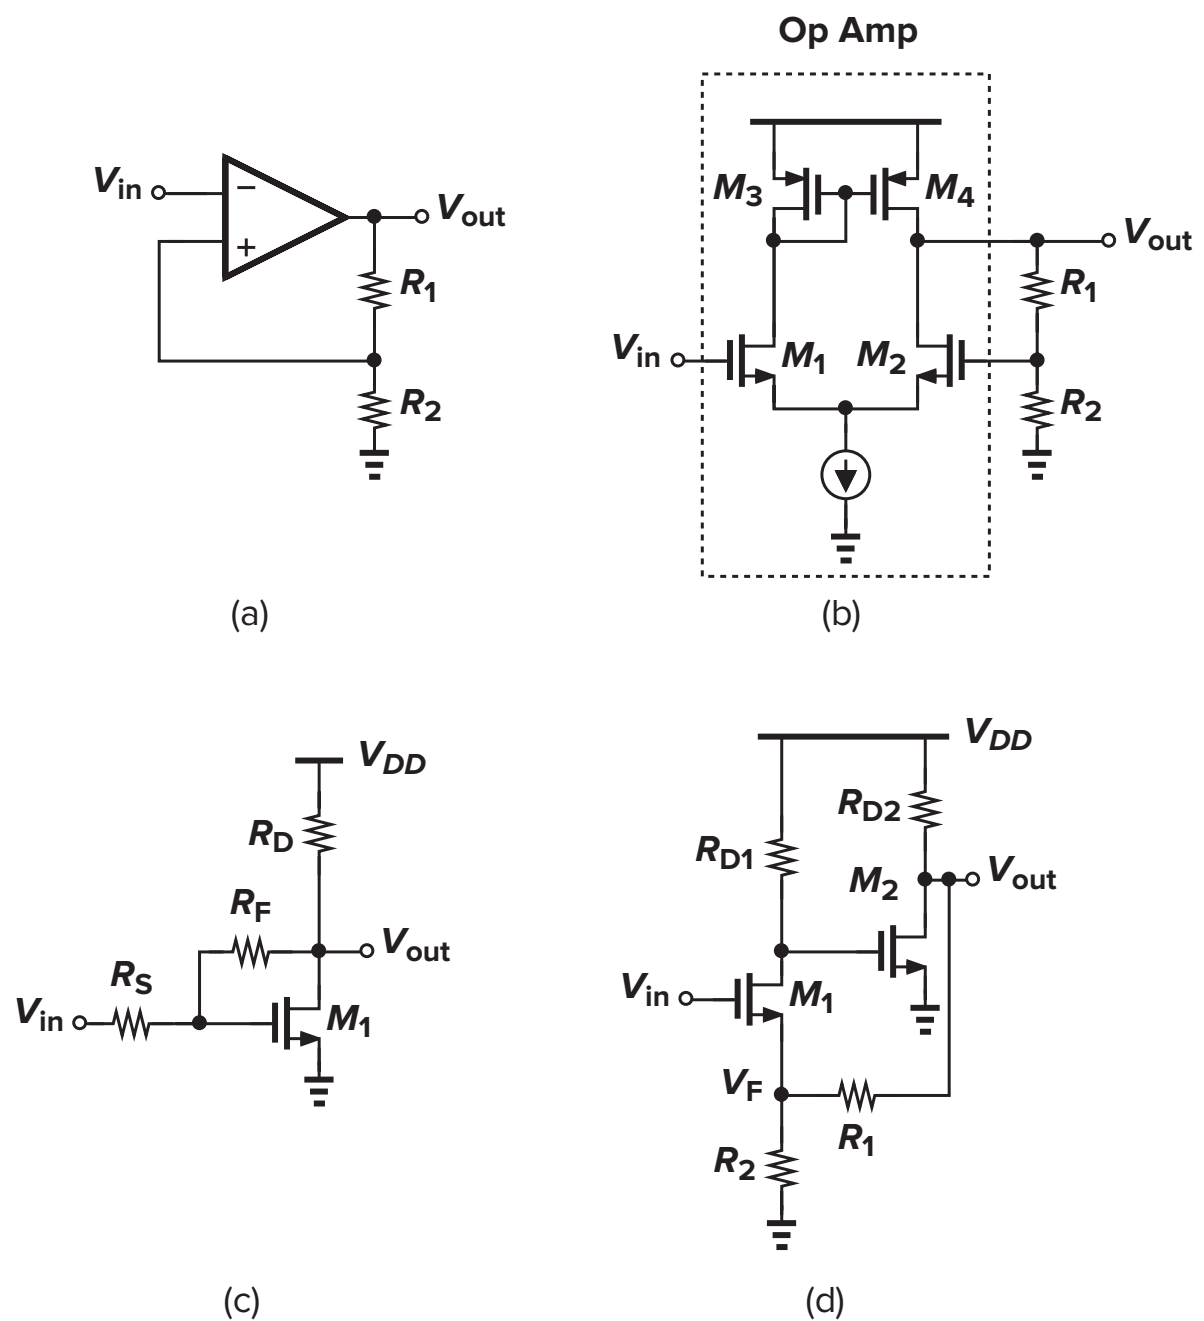 Op Amp
Vin
−
+
Vout
R1
R2
(a)
M3
M4
Vout
R1
Vin
M1
M2
R2
(b)
VDD
RD
RF
Vout
RS
Vin
M1
(c)
VDD
RD2
RD1
M2
Vout
Vin
M1
VF
R1
R2
(d)